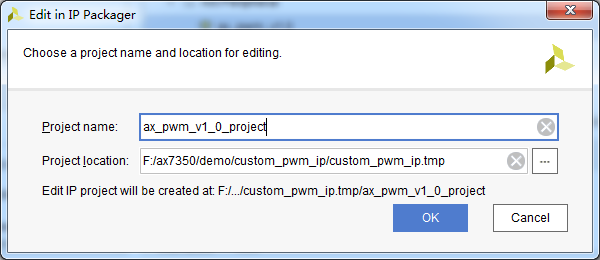 Edit in IP Packager
Choose a project name and location for editing.
Project name: ax_pwm_v1_0_project
Project location: F:/ax7350/demo/custom_pwm_ip/custom_pwm_ip.tmp ...
Edit IP project will be created at: F:/.../custom_pwm_ip.tmp/ax_pwm_v1_0_project
OK Cancel